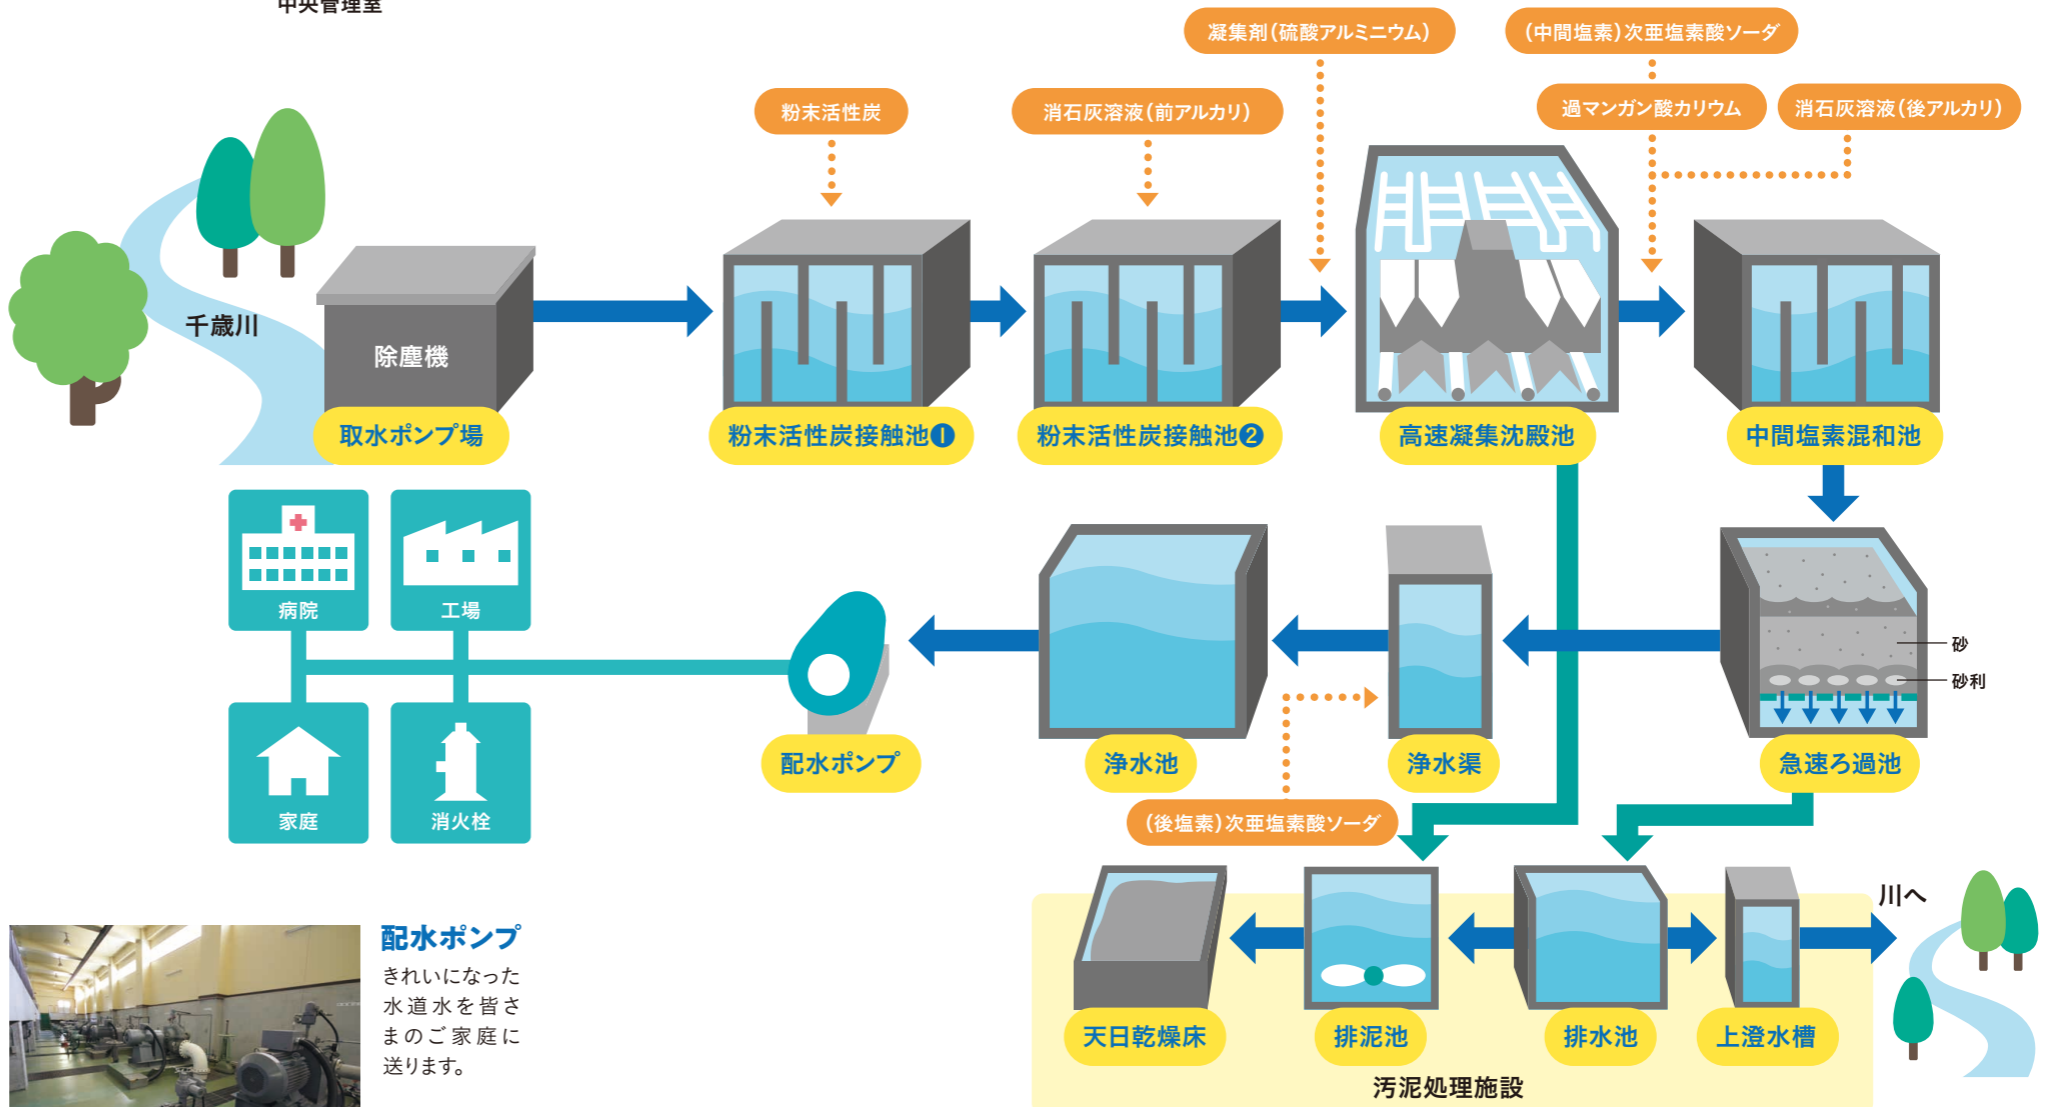 中央管理室
凝集剤(硫酸アルミニウム)
(中間塩素)次亜塩素酸ソーダ
粉末活性炭
消石灰溶液(前アルカリ)
過マンガン酸カリウム
消石灰溶液(後アルカリ)
千歳川
除塵機
取水ポンプ場
粉末活性炭接触池❶
粉末活性炭接触池❷
高速凝集沈殿池
中間塩素混和池
病院
工場
砂
砂利
家庭
消火栓
配水ポンプ
浄水池
浄水渠
急速ろ過池
(後塩素)次亜塩素酸ソーダ
川へ
天日乾燥床
排泥池
排水池
上澄水槽
汚泥処理施設
配水ポンプ
きれいになった
水道水を皆さ
まのご家庭に
送ります。